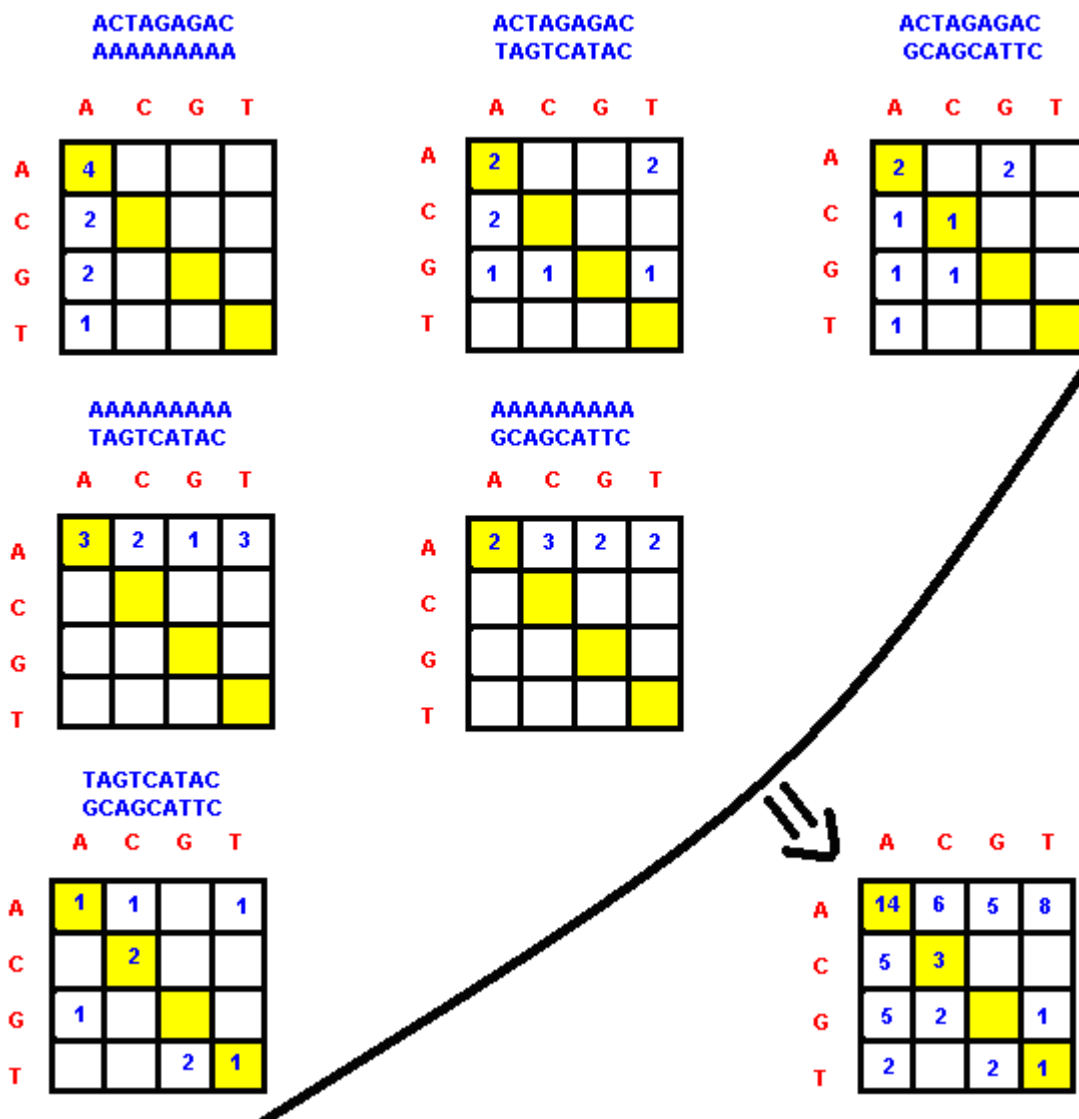 ACTAGAGAC
AAAAAAAAA
A C G T
A 4
C 2
G 2
T 1
ACTAGAGAC
TAGTCATAC
A C G T
A 2 2
C 2
G 1 1 1
T
ACTAGAGAC
GCAGCATTC
A C G T
A 2 2
C 1 1
G 1 1
T 1
AAAAAAAAA
TAGTCATAC
A C G T
A 3 2 1 3
C
G
T
AAAAAAAAA
GCAGCATTC
A C G T
A 2 3 2 2
C
G
T
TAGTCATAC
GCAGCATTC
A C G T
A 1 1 1
C 2
G 1
T 2 1
A C G T
A 14 6 5 8
C 5 3
G 5 2 1
T 2 2 1